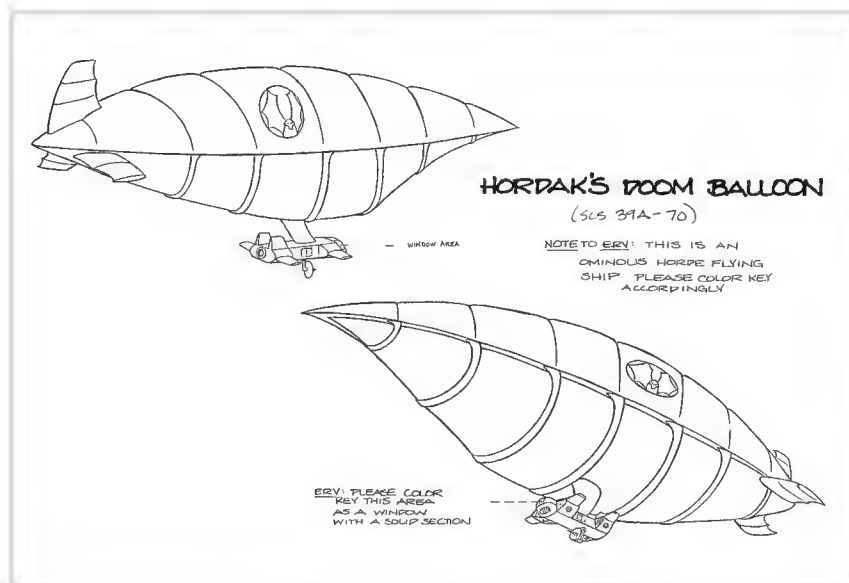 HORDAK'S DOOM BALLOON
(SLS 39A-70)
— WINDOW AREA
NOTE TO ERV: THIS IS AN
OMINOUS HORDE FLYING
SHIP PLEASE COLOR KEY
ACCORDINGLY
ERV: PLEASE COLOR
KEY THIS AREA
AS A WINDOW
WITH A SOLID SECTION